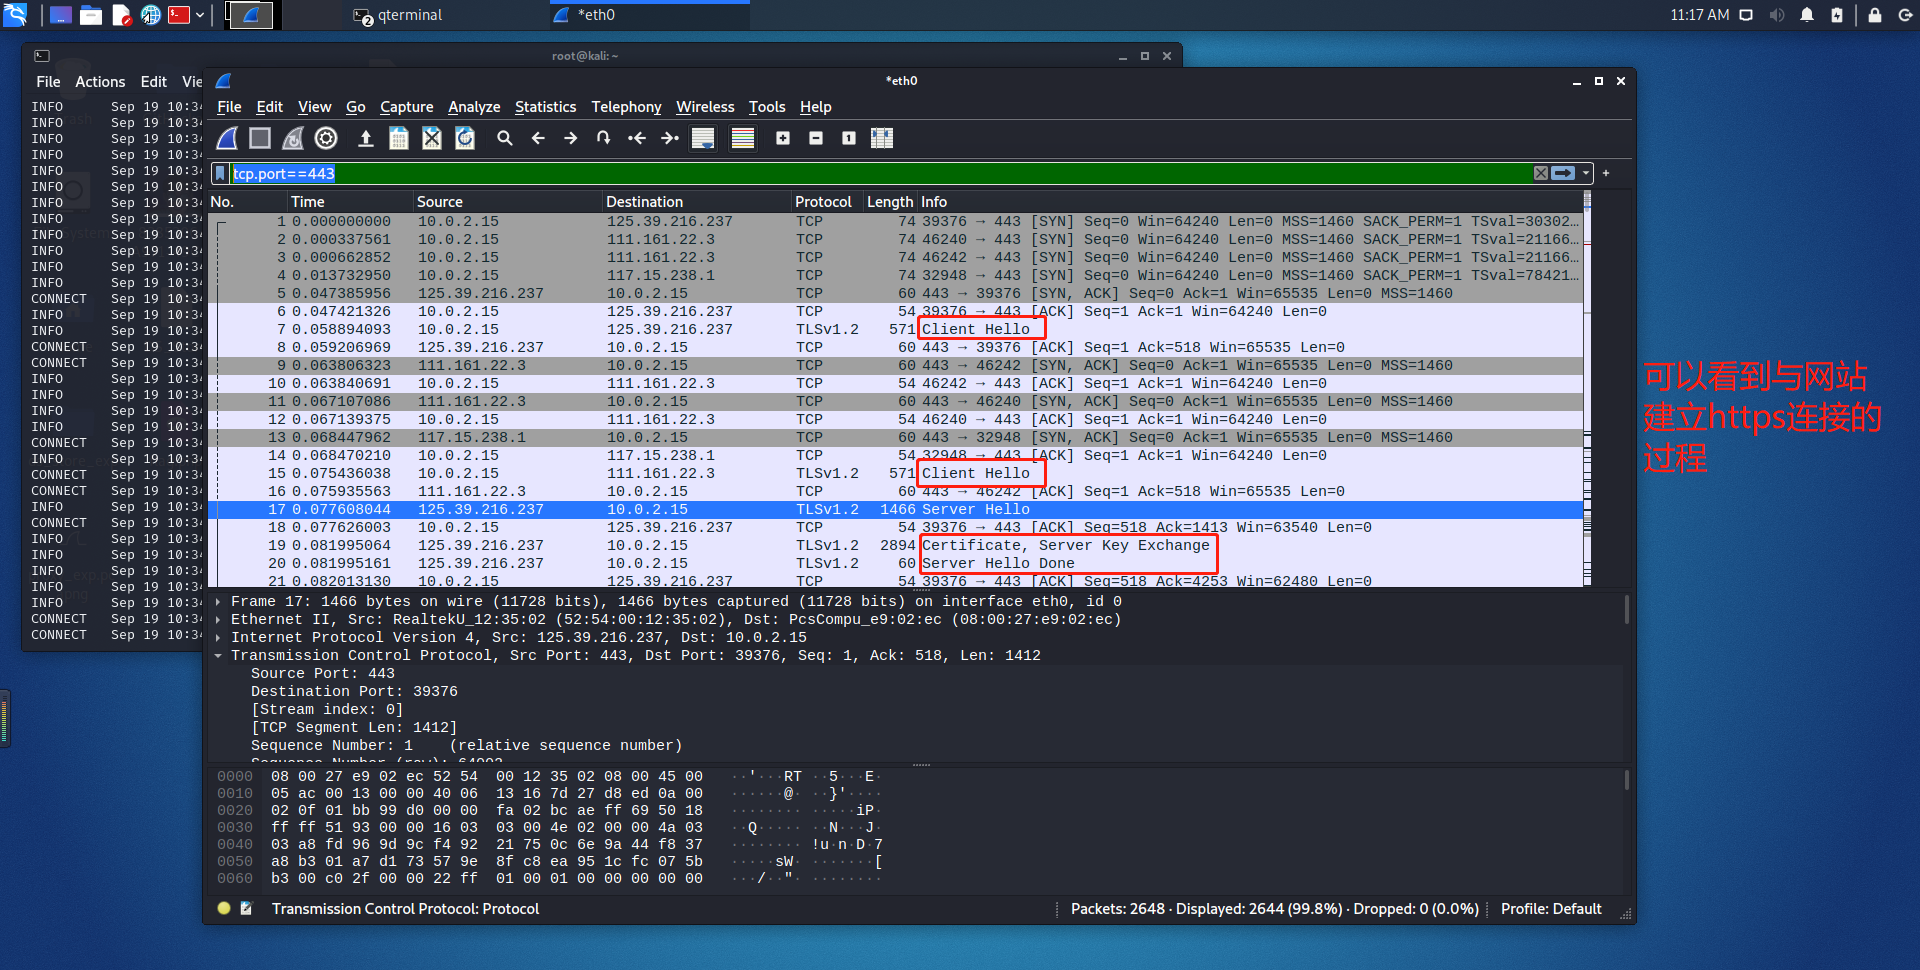 qterminal
*eth0
11:17 AM
root@kali: ~
File Actions Edit Vie
*eth0
File Edit View Go Capture Analyze Statistics Telephony Wireless Tools Help
tcp.port==443
No. Time Source Destination Protocol Length Info
1 0.000000000 10.0.2.15 125.39.216.237 TCP 74 39376 → 443 [SYN] Seq=0 Win=64240 Len=0 MSS=1460 SACK_PERM=1 TSval=30302…
2 0.000337561 10.0.2.15 111.161.22.3 TCP 74 46240 → 443 [SYN] Seq=0 Win=64240 Len=0 MSS=1460 SACK_PERM=1 TSval=21166…
3 0.000662852 10.0.2.15 111.161.22.3 TCP 74 46242 → 443 [SYN] Seq=0 Win=64240 Len=0 MSS=1460 SACK_PERM=1 TSval=21166…
4 0.013732950 10.0.2.15 117.15.238.1 TCP 74 32948 → 443 [SYN] Seq=0 Win=64240 Len=0 MSS=1460 SACK_PERM=1 TSval=78421…
5 0.047385956 125.39.216.237 10.0.2.15 TCP 60 443 → 39376 [SYN, ACK] Seq=0 Ack=1 Win=65535 Len=0 MSS=1460
6 0.047421326 10.0.2.15 125.39.216.237 TCP 54 39376 → 443 [ACK] Seq=1 Ack=1 Win=64240 Len=0
7 0.058894093 10.0.2.15 125.39.216.237 TLSv1.2 571 Client Hello
8 0.059206969 125.39.216.237 10.0.2.15 TCP 60 443 → 39376 [ACK] Seq=1 Ack=518 Win=65535 Len=0
9 0.063806323 111.161.22.3 10.0.2.15 TCP 60 443 → 46242 [SYN, ACK] Seq=0 Ack=1 Win=65535 Len=0 MSS=1460
10 0.063840691 10.0.2.15 111.161.22.3 TCP 54 46242 → 443 [ACK] Seq=1 Ack=1 Win=64240 Len=0
11 0.067107086 111.161.22.3 10.0.2.15 TCP 60 443 → 46240 [SYN, ACK] Seq=0 Ack=1 Win=65535 Len=0 MSS=1460
12 0.067139375 10.0.2.15 111.161.22.3 TCP 54 46240 → 443 [ACK] Seq=1 Ack=1 Win=64240 Len=0
13 0.068447962 117.15.238.1 10.0.2.15 TCP 60 443 → 32948 [SYN, ACK] Seq=0 Ack=1 Win=65535 Len=0 MSS=1460
14 0.068470210 10.0.2.15 117.15.238.1 TCP 54 32948 → 443 [ACK] Seq=1 Ack=1 Win=64240 Len=0
15 0.075436038 10.0.2.15 111.161.22.3 TLSv1.2 571 Client Hello
16 0.075935563 111.161.22.3 10.0.2.15 TCP 60 443 → 46242 [ACK] Seq=1 Ack=518 Win=65535 Len=0
17 0.077608044 125.39.216.237 10.0.2.15 TLSv1.2 1466 Server Hello
18 0.077626003 10.0.2.15 125.39.216.237 TCP 54 39376 → 443 [ACK] Seq=518 Ack=1413 Win=63540 Len=0
19 0.081995064 125.39.216.237 10.0.2.15 TLSv1.2 2894 Certificate, Server Key Exchange
20 0.081995161 125.39.216.237 10.0.2.15 TLSv1.2 60 Server Hello Done
21 0.082013130 10.0.2.15 125.39.216.237 TCP 54 39376 → 443 [ACK] Seq=518 Ack=4253 Win=62480 Len=0
Frame 17: 1466 bytes on wire (11728 bits), 1466 bytes captured (11728 bits) on interface eth0, id 0
Ethernet II, Src: RealtekU_12:35:02 (52:54:00:12:35:02), Dst: PcsCompu_e9:02:ec (08:00:27:e9:02:ec)
Internet Protocol Version 4, Src: 125.39.216.237, Dst: 10.0.2.15
Transmission Control Protocol, Src Port: 443, Dst Port: 39376, Seq: 1, Ack: 518, Len: 1412
Source Port: 443
Destination Port: 39376
[Stream index: 0]
[TCP Segment Len: 1412]
Sequence Number: 1 (relative sequence number)
0000 08 00 27 e9 02 ec 52 54 00 12 35 02 08 00 45 00 ··'···RT ··5···E·
0010 05 ac 00 13 00 00 40 06 13 16 7d 27 d8 ed 0a 00 ······@· ··}'····
0020 02 0f 01 bb 99 d0 00 00 fa 02 bc ae ff 69 50 18 ········ ·····iP·
0030 ff ff 51 93 00 00 16 03 03 00 4e 02 00 00 4a 03 ··Q····· ··N···J·
0040 03 a8 fd 96 9d 9c f4 92 21 75 0c 6e 9a 44 f8 37 ········ !u·n·D·7
0050 a8 b3 01 a7 d1 73 57 9e 8f c8 ea 95 1c fc 07 5b ·····sW· ·······[
0060 b3 00 c0 2f 00 00 22 ff 01 00 01 00 00 00 00 00 ···/··"· ········
Transmission Control Protocol: Protocol
Packets: 2648 · Displayed: 2644 (99.8%) · Dropped: 0 (0.0%)
Profile: Default
INFO Sep 19 10:34
INFO Sep 19 10:34
INFO Sep 19 10:34
INFO Sep 19 10:34
INFO Sep 19 10:34
INFO Sep 19 10:34
INFO Sep 19 10:34
INFO Sep 19 10:34
INFO Sep 19 10:34
INFO Sep 19 10:34
INFO Sep 19 10:34
INFO Sep 19 10:34
CONNECT Sep 19 10:34
INFO Sep 19 10:34
INFO Sep 19 10:34
CONNECT Sep 19 10:34
CONNECT Sep 19 10:34
INFO Sep 19 10:34
INFO Sep 19 10:34
INFO Sep 19 10:34
INFO Sep 19 10:34
CONNECT Sep 19 10:34
INFO Sep 19 10:34
CONNECT Sep 19 10:34
CONNECT Sep 19 10:34
INFO Sep 19 10:34
CONNECT Sep 19 10:34
INFO Sep 19 10:34
INFO Sep 19 10:34
INFO Sep 19 10:34
INFO Sep 19 10:34
INFO Sep 19 10:34
CONNECT Sep 19 10:34
CONNECT Sep 19 10:34
可以看到与网站
建立https连接的
过程